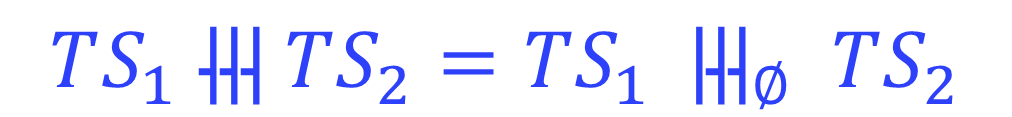 𝑇𝑆₁ ⫵ 𝑇𝑆₂ = 𝑇𝑆₁ ⫵_∅ 𝑇𝑆₂